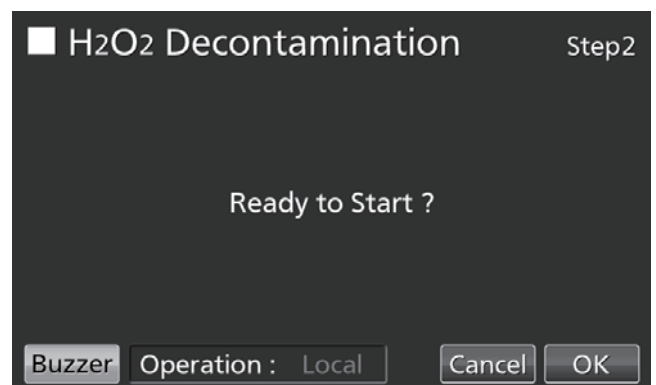 H2O2 Decontamination Step2
Ready to Start ?
Buzzer Operation : Local Cancel OK